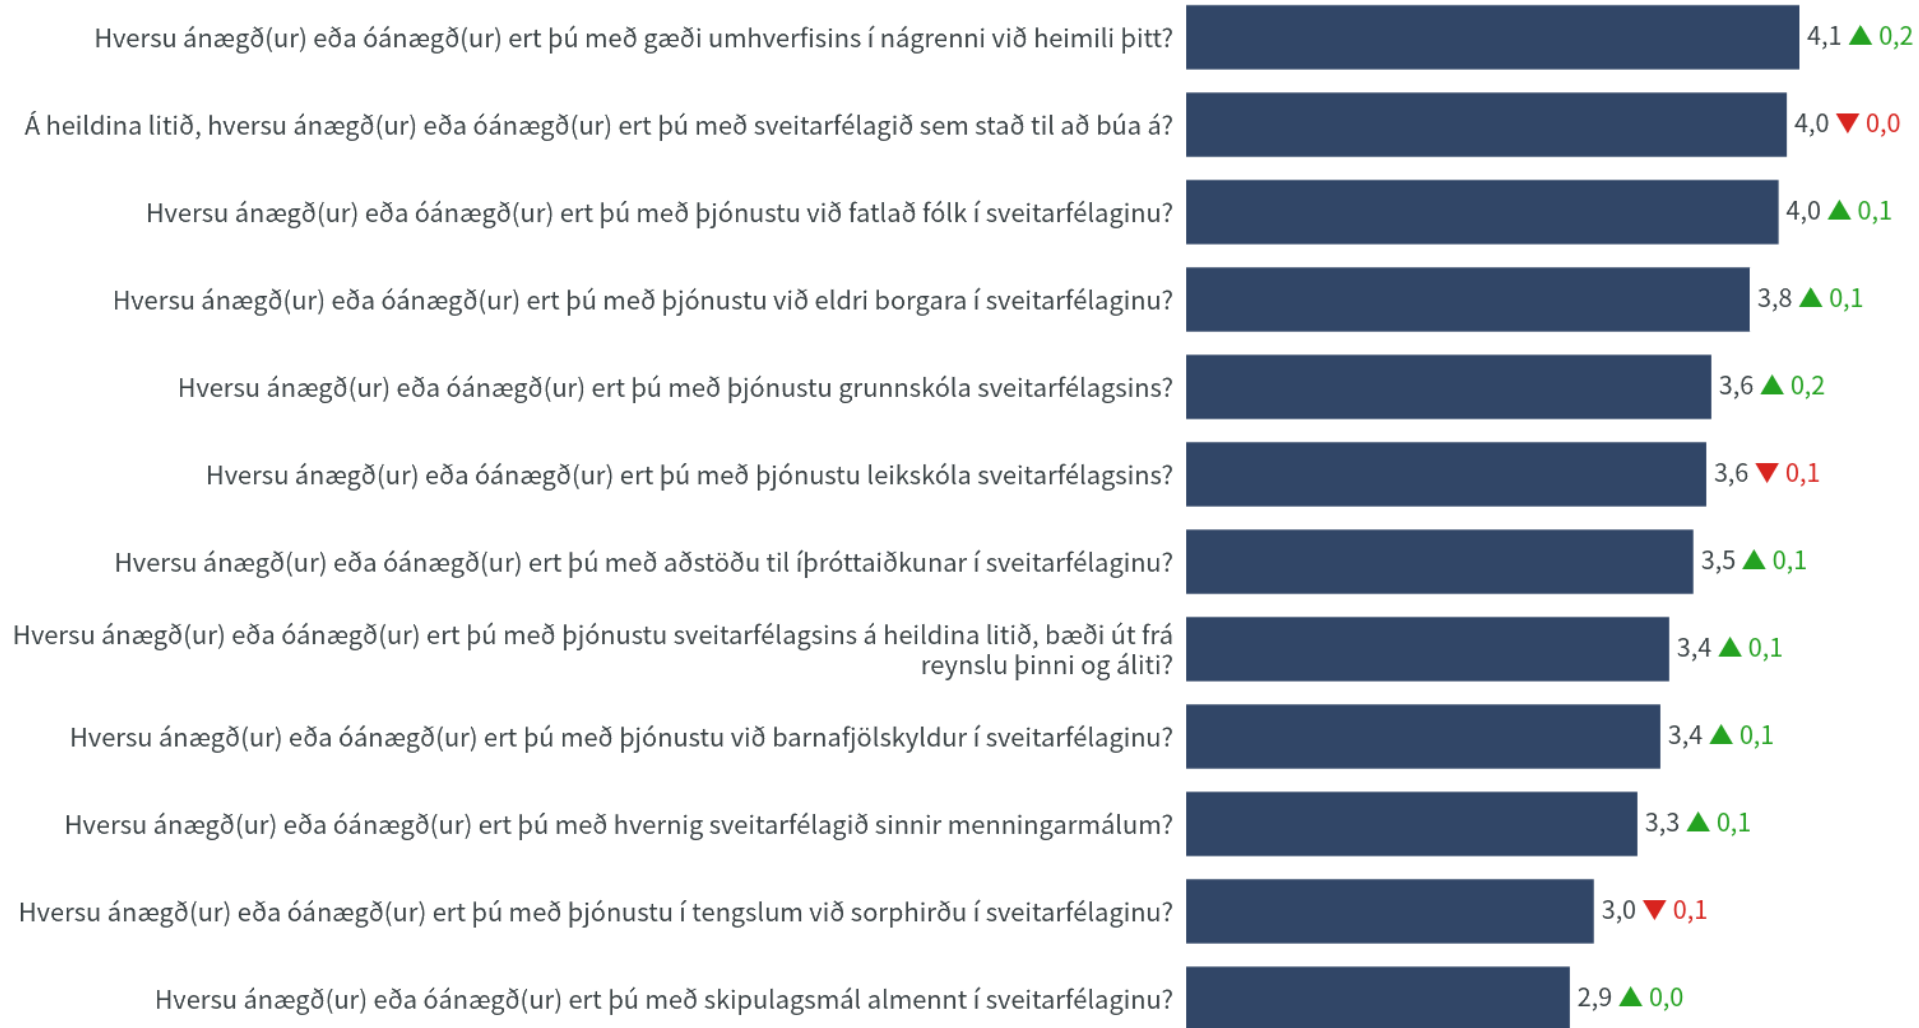 Hversu ánægð(ur) eða óánægð(ur) ert þú með gæði umhverfisins í nágrenni við heimili þitt? 4,1 ▲ 0,2
Á heildina litið, hversu ánægð(ur) eða óánægð(ur) ert þú með sveitarfélagið sem stað til að búa á? 4,0 ▼ 0,0
Hversu ánægð(ur) eða óánægð(ur) ert þú með þjónustu við fatlað fólk í sveitarfélaginu? 4,0 ▲ 0,1
Hversu ánægð(ur) eða óánægð(ur) ert þú með þjónustu við eldri borgara í sveitarfélaginu? 3,8 ▲ 0,1
Hversu ánægð(ur) eða óánægð(ur) ert þú með þjónustu grunnskóla sveitarfélagsins? 3,6 ▲ 0,2
Hversu ánægð(ur) eða óánægð(ur) ert þú með þjónustu leikskóla sveitarfélagsins? 3,6 ▼ 0,1
Hversu ánægð(ur) eða óánægð(ur) ert þú með aðstöðu til íþróttaiðkunar í sveitarfélaginu? 3,5 ▲ 0,1
Hversu ánægð(ur) eða óánægð(ur) ert þú með þjónustu sveitarfélagsins á heildina litið, bæði út frá
reynslu þinni og áliti? 3,4 ▲ 0,1
Hversu ánægð(ur) eða óánægð(ur) ert þú með þjónustu við barnafjölskyldur í sveitarfélaginu? 3,4 ▲ 0,1
Hversu ánægð(ur) eða óánægð(ur) ert þú með hvernig sveitarfélagið sinnir menningarmálum? 3,3 ▲ 0,1
Hversu ánægð(ur) eða óánægð(ur) ert þú með þjónustu í tengslum við sorphirðu í sveitarfélaginu? 3,0 ▼ 0,1
Hversu ánægð(ur) eða óánægð(ur) ert þú með skipulagsmál almennt í sveitarfélaginu? 2,9 ▲ 0,0